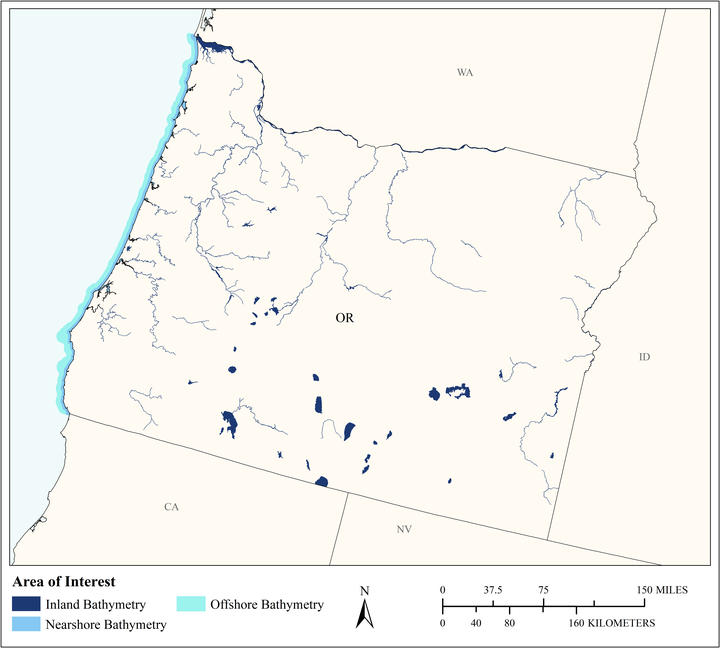 WA
OR
ID
CA
NV
Area of Interest
Inland Bathymetry
Offshore Bathymetry
Nearshore Bathymetry
N
0 37.5 75 150 MILES
0 40 80 160 KILOMETERS